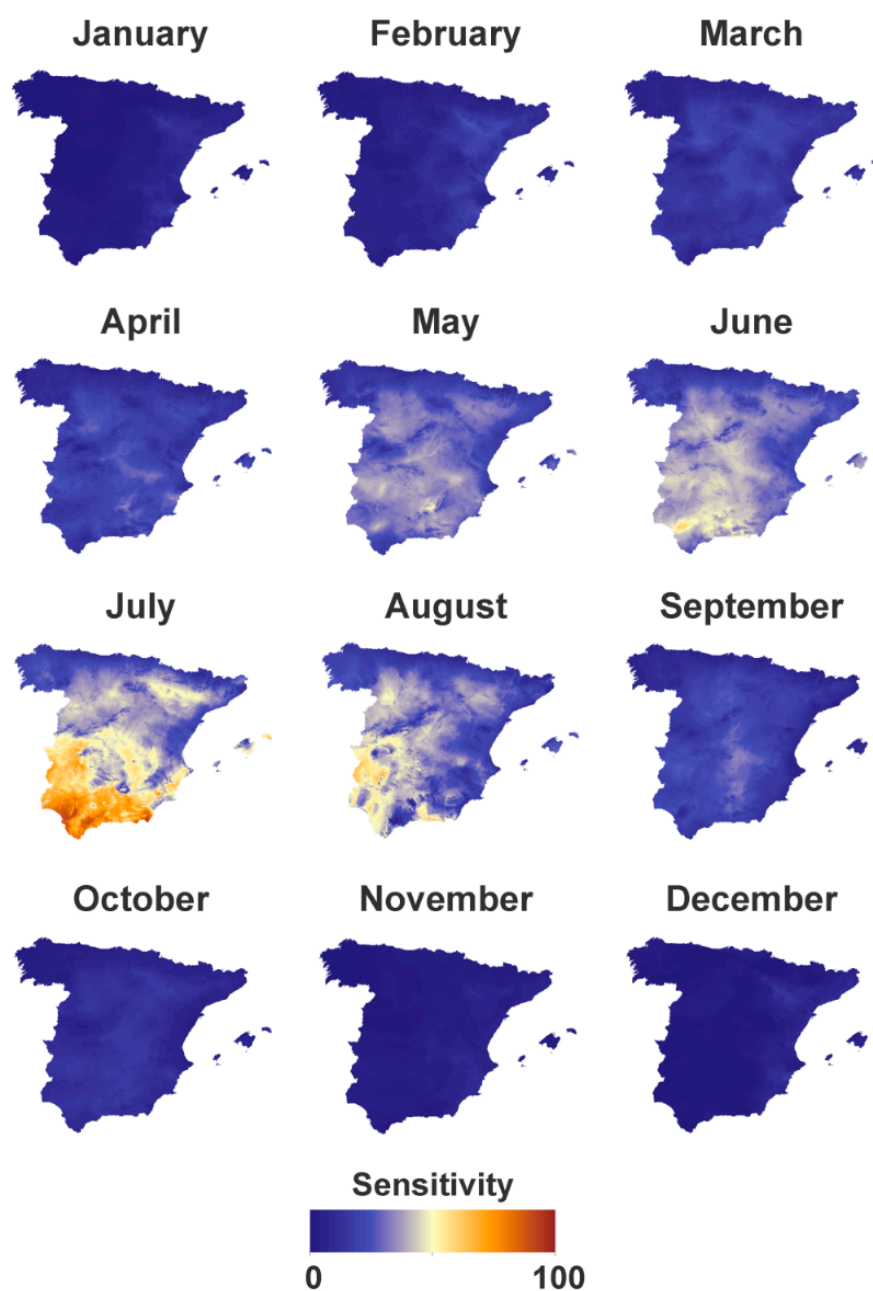 January February March
April May June
July August September
October November December
Sensitivity
0 100